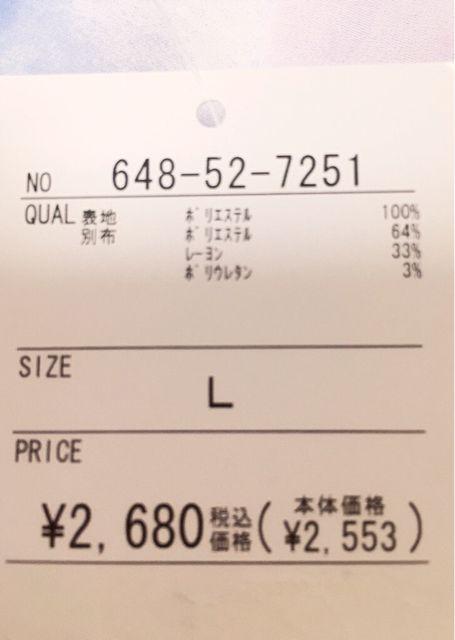 NO 648-52-7251
QUAL 表地 ポリエステル 100%
別布 ポリエステル 64%
レーヨン 33%
ポリウレタン 3%
SIZE
L
PRICE
¥2,680 税込価格 (本体価格 ¥2,553)